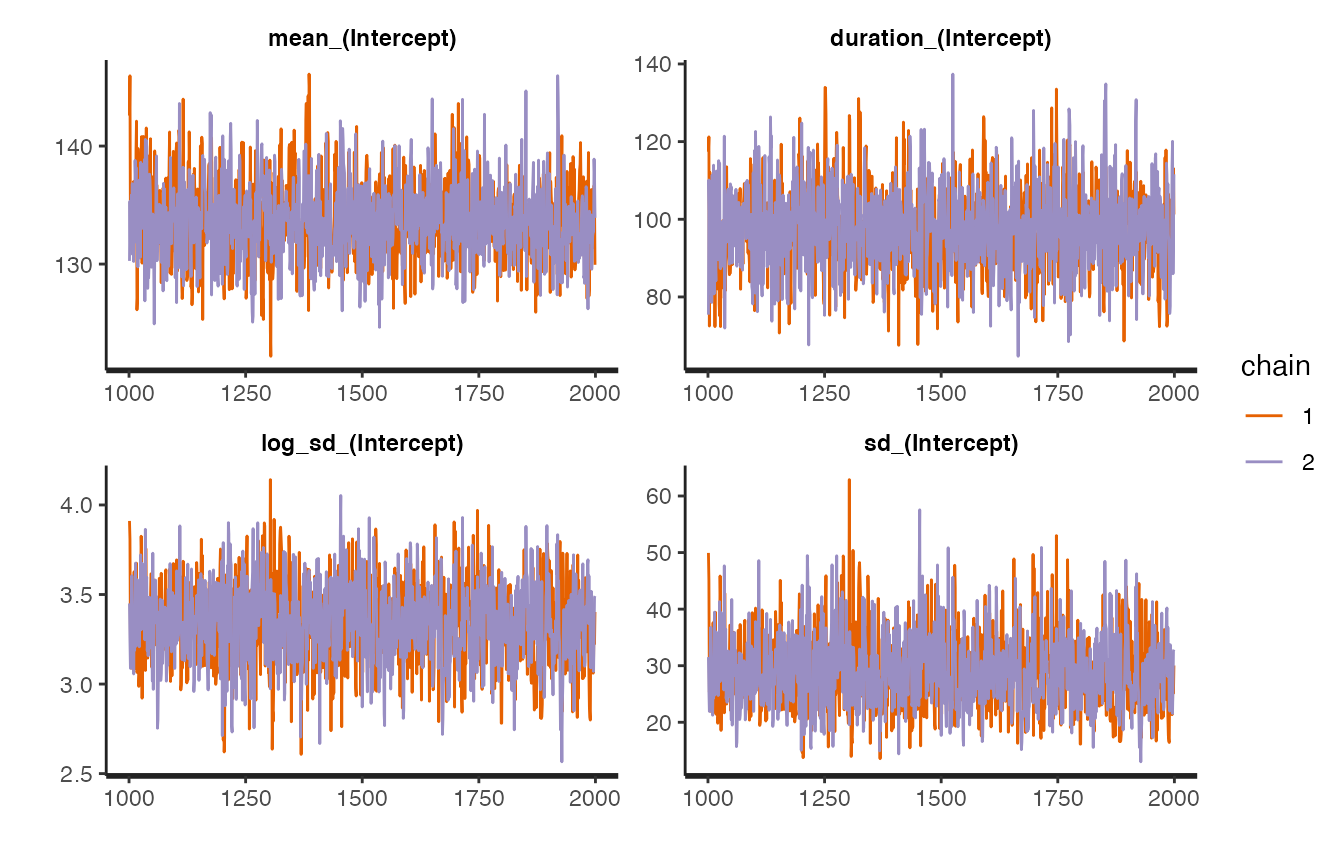 mean_(Intercept)
duration_(Intercept)
140
130
1000 1250 1500 1750 2000
140
120
100
80
1000 1250 1500 1750 2000
log_sd_(Intercept)
sd_(Intercept)
4.0
3.5
3.0
2.5
1000 1250 1500 1750 2000
60
50
40
30
20
1000 1250 1500 1750 2000
chain
1
2